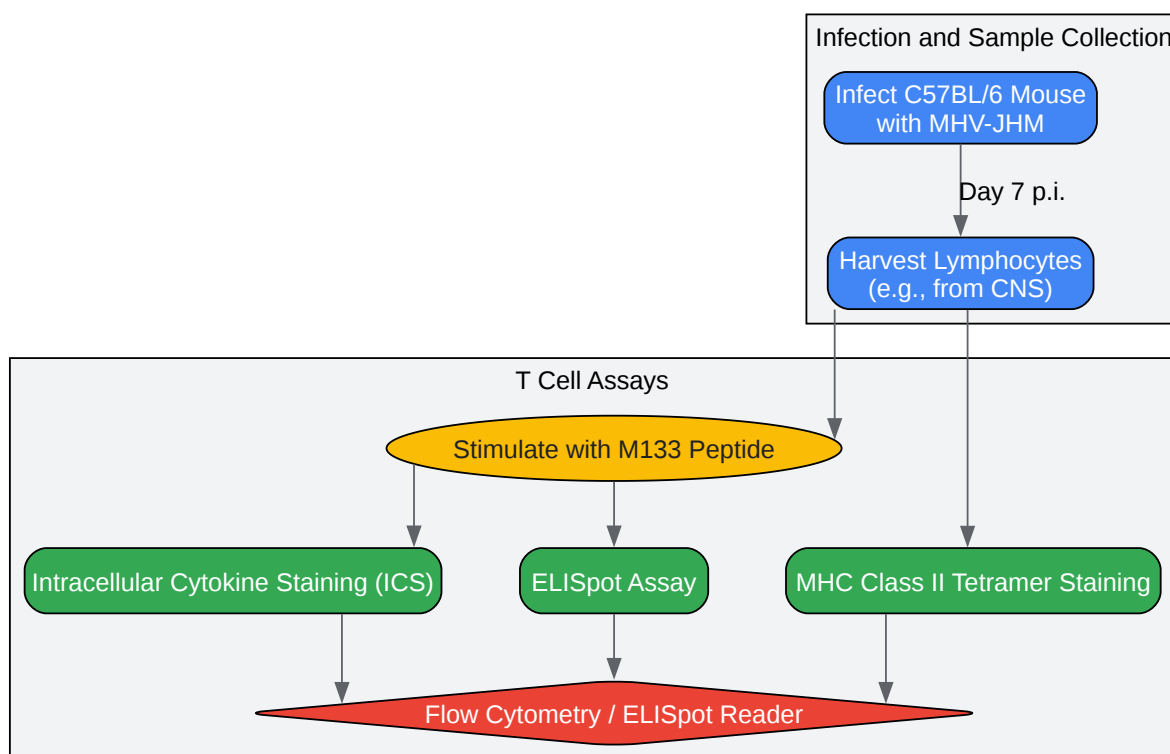 Infection and Sample Collection
Infect C57BL/6 Mouse
with MHV-JHM
Day 7 p.i.
Harvest Lymphocytes
(e.g., from CNS)
T Cell Assays
Stimulate with M133 Peptide
Intracellular Cytokine Staining (ICS)
ELISpot Assay
MHC Class II Tetramer Staining
Flow Cytometry / ELISpot Reader